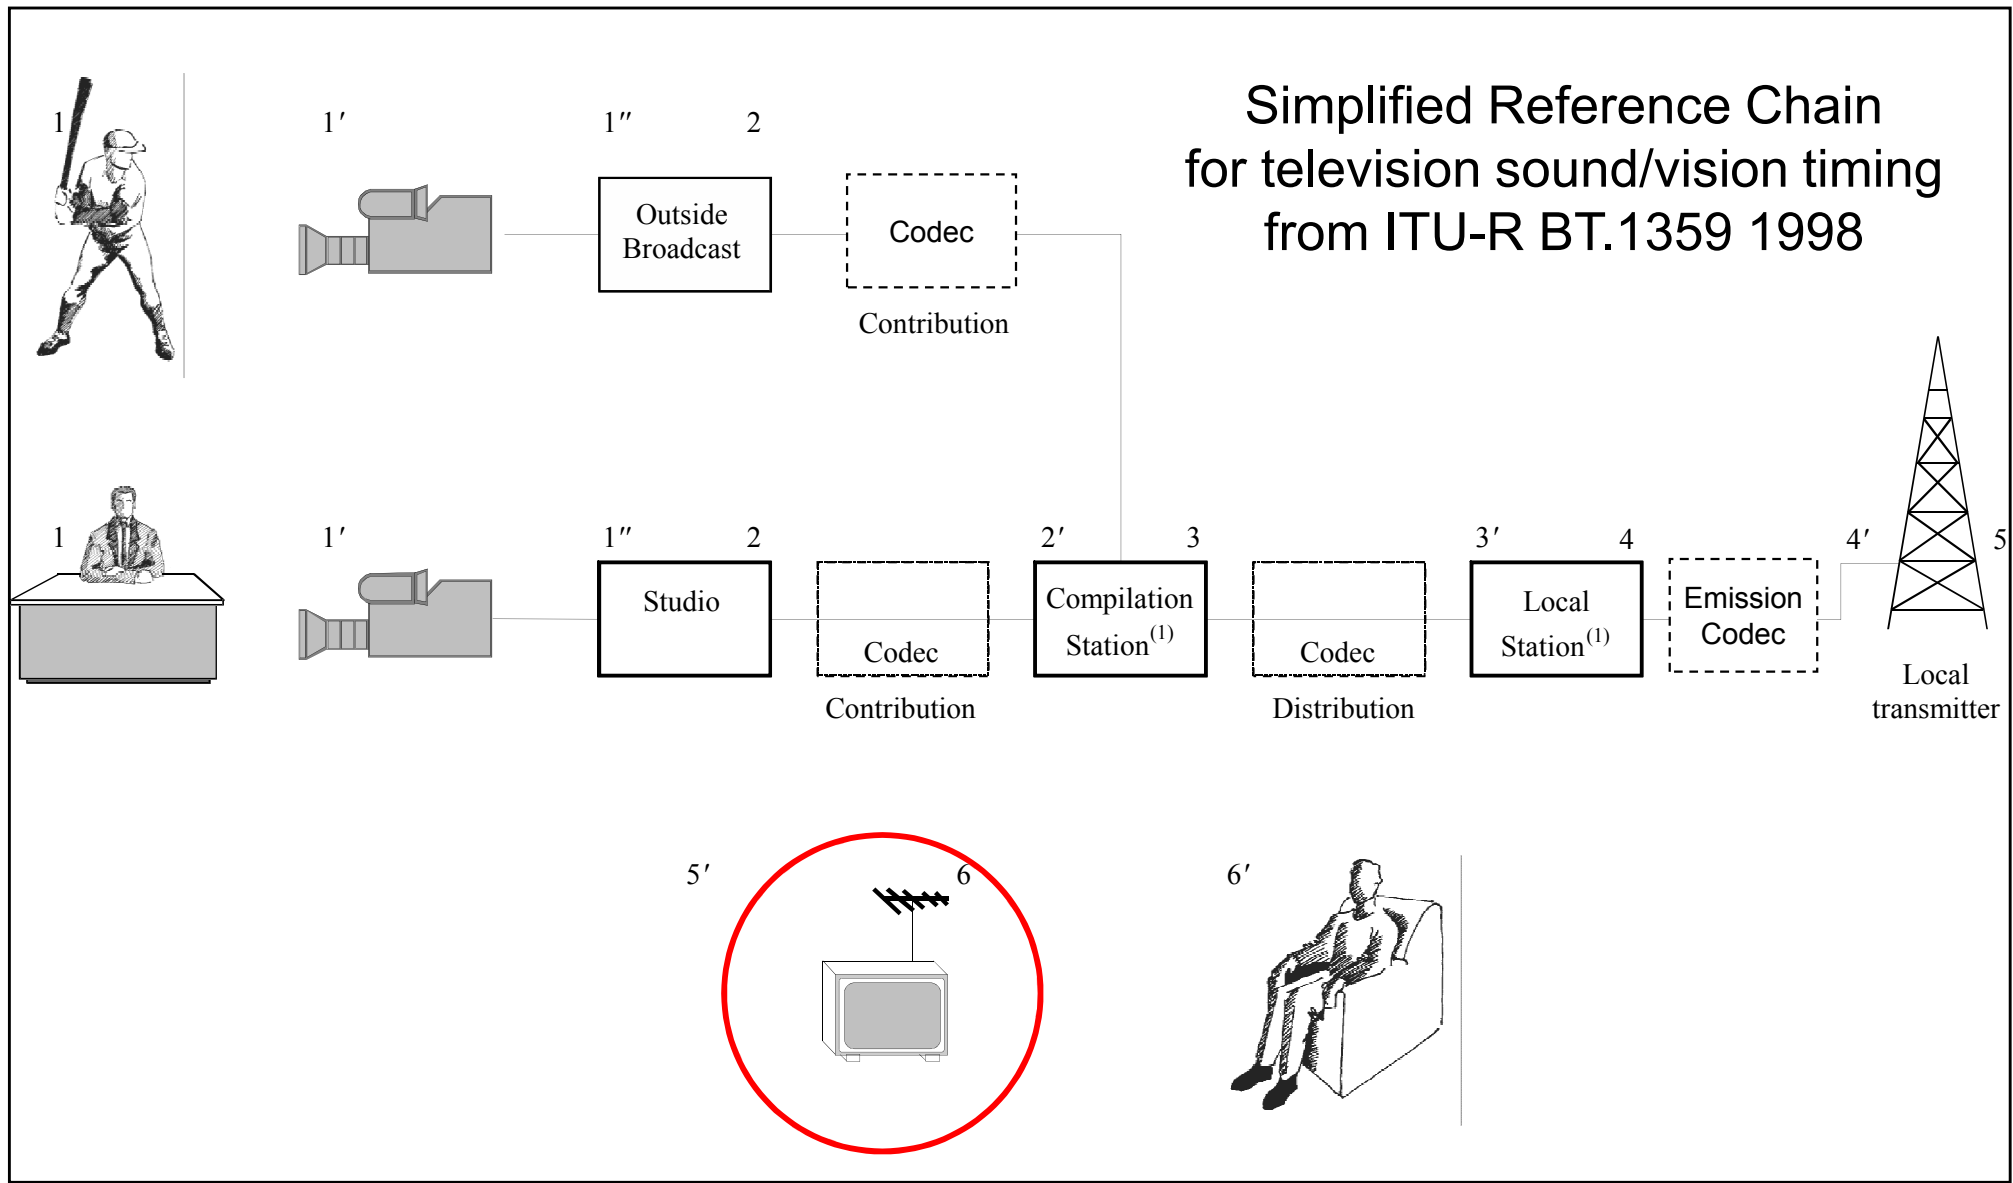 Simplified Reference Chain
for television sound/vision timing
from ITU-R BT.1359 1998
1 1′ 1″ 2
Outside
Broadcast
Codec
Contribution
1 1′ 1″ 2 2′ 3 3′ 4 4′ 5
Studio
Codec
Contribution
Compilation
Station(1)
Codec
Distribution
Local
Station(1)
Emission
Codec
Local
transmitter
5′ 6 6′